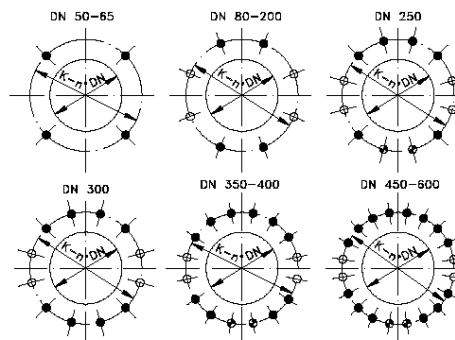 DN 50-65
DN 80-200
DN 250
K-n·DN
K-n·DN
K-n·DN
DN 300
DN 350-400
DN 450-600
K-n·DN
K-n·DN
K-n·DN